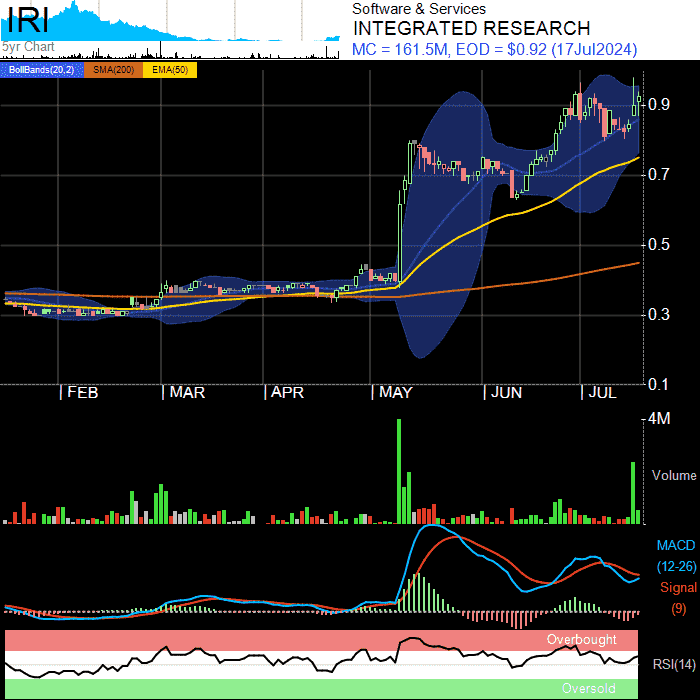 IRI
5yr Chart
Software & Services
INTEGRATED RESEARCH
MC = 161.5M, EOD = $0.92 (17Jul2024)
BollBands(20,2) SMA(200) EMA(50)
0.9
0.7
0.5
0.3
0.1
FEB MAR APR MAY JUN JUL
4M
Volume
MACD
(12-26)
Signal
(9)
Overbought
RSI(14)
Oversold